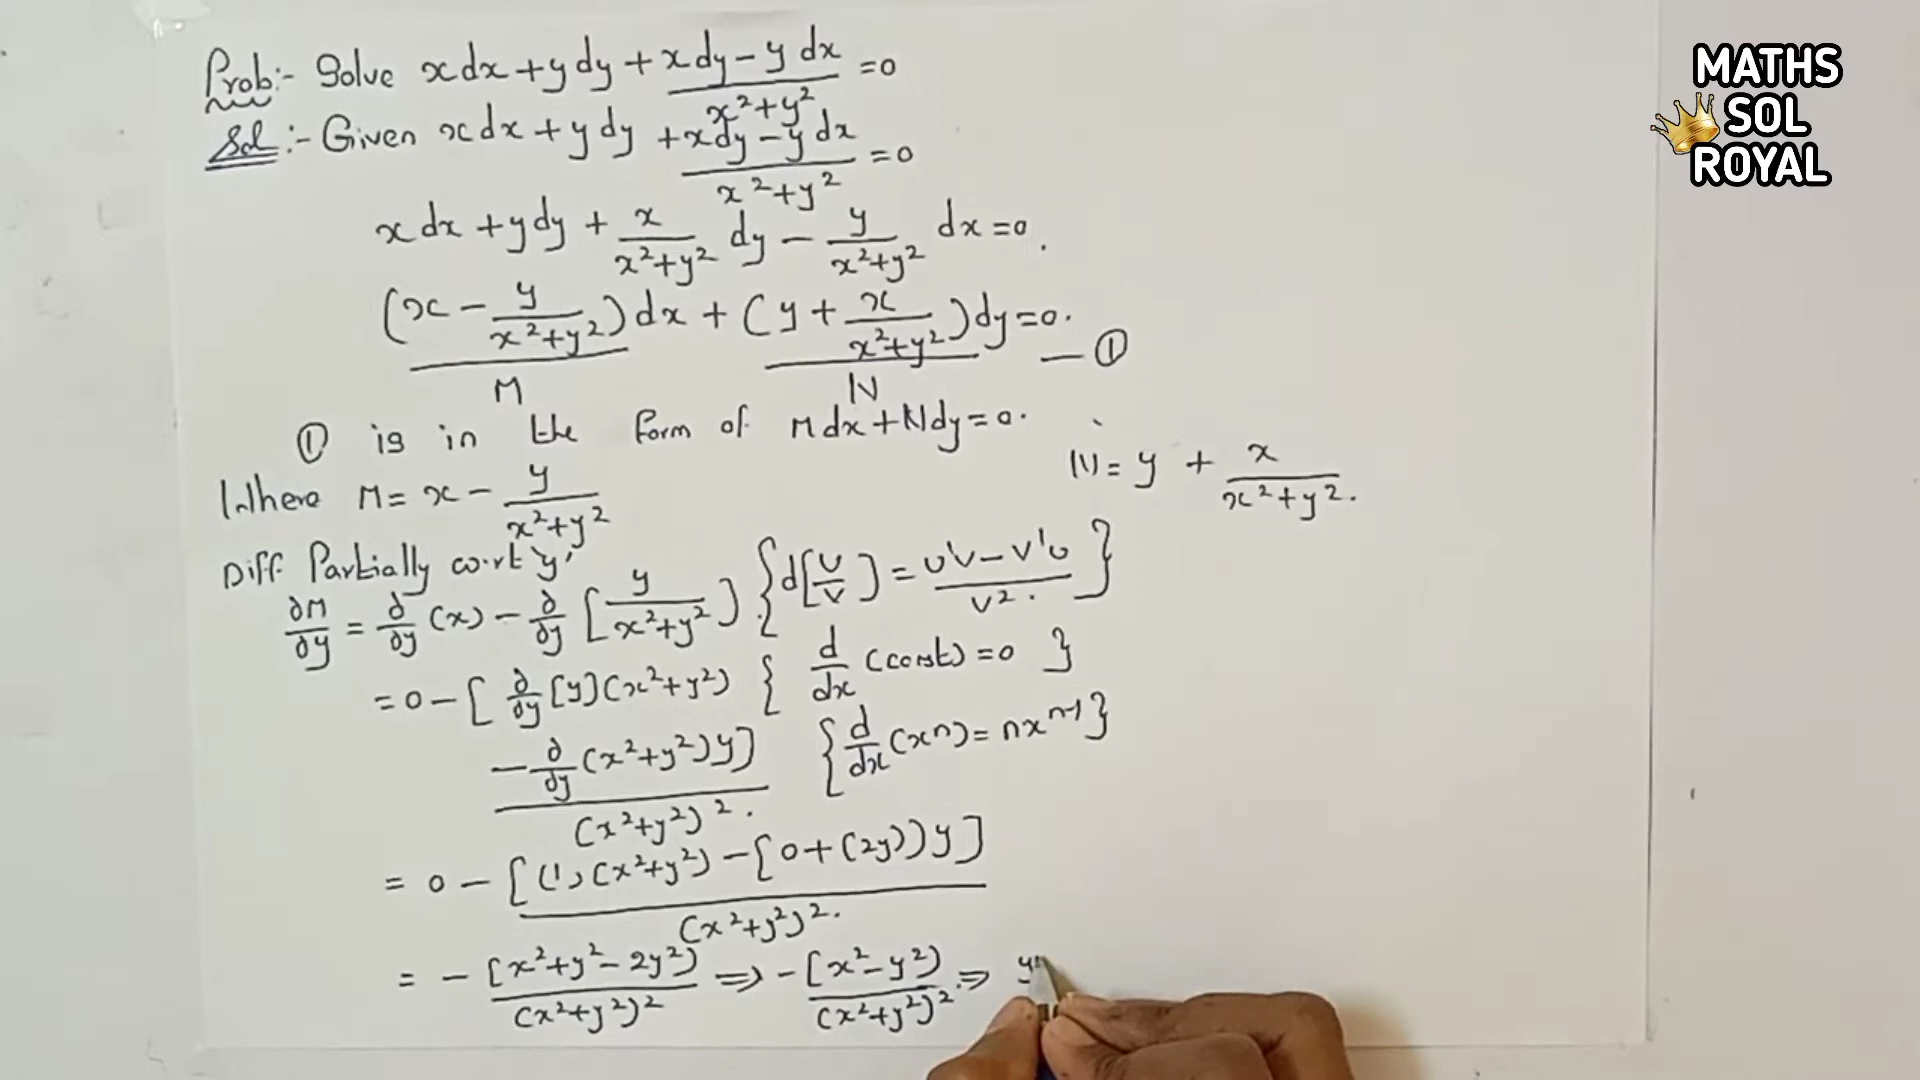 Prob:- Solve x dx + y dy + (x dy - y dx)/(x² + y²) = 0
Sol:- Given x dx + y dy + (x dy - y dx)/(x² + y²) = 0
x dx + y dy + x/(x² + y²) dy - y/(x² + y²) dx = 0.
(x - y/(x² + y²)) dx + (y + x/(x² + y²)) dy = 0. — ①
M N
① is in the form of M dx + N dy = 0.
Where M = x - y/(x² + y²) N = y + x/(x² + y²).
Diff Partially w.r.t 'y'
∂M/∂y = ∂/∂y (x) - ∂/∂y [y/(x² + y²)] {d[U/V] = (U'V - V'U)/V².}
= 0 - [∂/∂y [y](x² + y²) { d/dx (const) = 0 }
- ∂/∂y (x² + y²) y] / (x² + y²)². {d/dx (xⁿ) = nxⁿ⁻¹}
= 0 - [(1)(x² + y²) - [0 + (2y)) y] / (x² + y²)².
= - [x² + y² - 2y²) / (x² + y²)² ⇒ - [x² - y²) / (x² + y²)². ⇒ y
MATHS
SOL
ROYAL